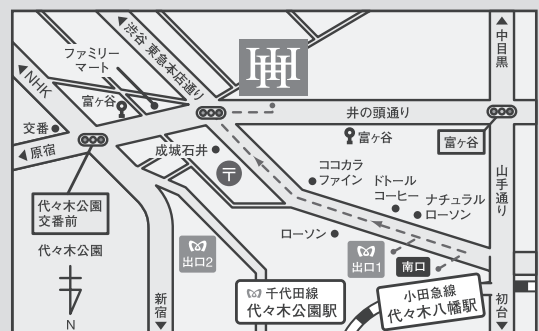 渋谷 東急本店通り
中目黒
ファミリー
マート
NHK
H
富ヶ谷
井の頭通り
交番
富ヶ谷
富ヶ谷
原宿
成城石井
〒
ココカラ
ファイン
ドトール
コーヒー
ナチュラル
ローソン
山手通り
代々木公園
交番前
代々木公園
ローソン
出口2
出口1
南口
千代田線
代々木公園駅
小田急線
代々木八幡駅
新宿
初台
N